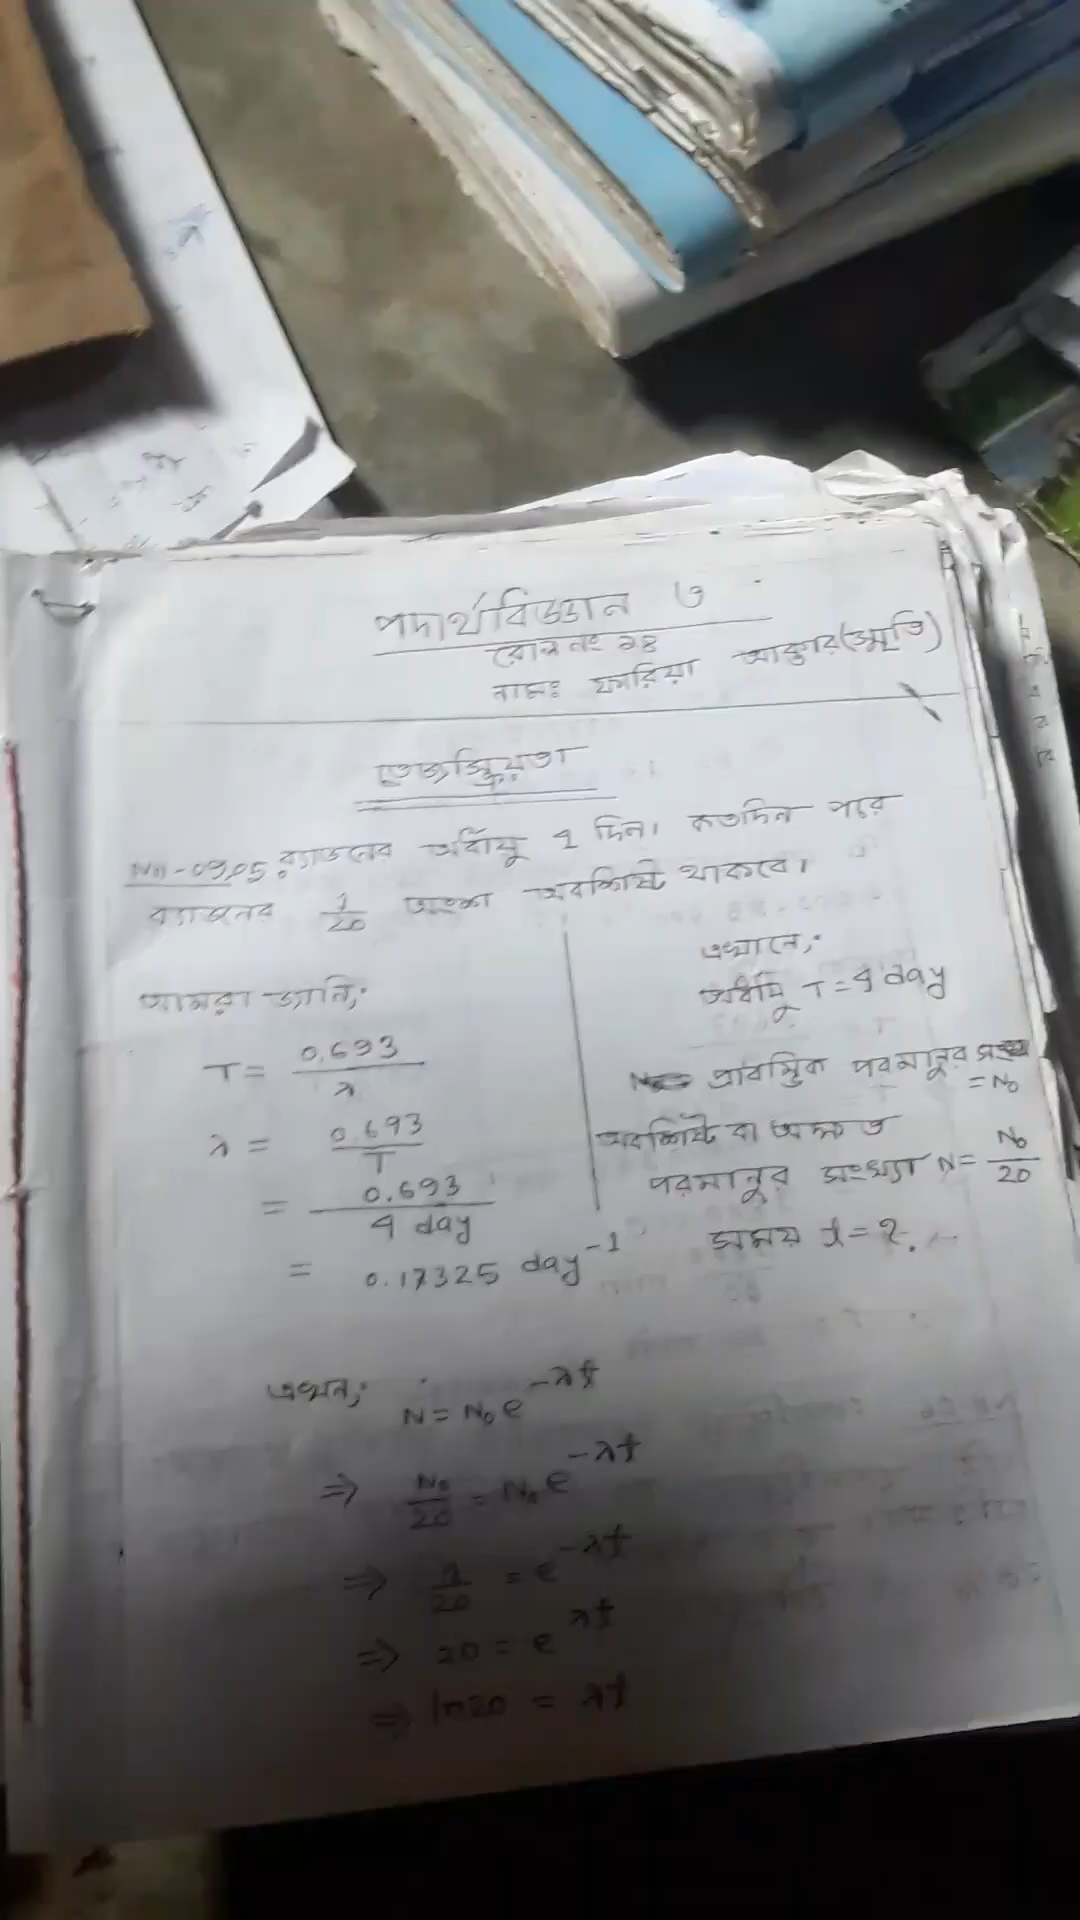 পদার্থবিজ্ঞান ৩
রোল নং ২৪
নামঃ ফারিয়া আক্তার(স্মৃতি)
তেজস্ক্রিয়তা
NU-09,05: র‍্যাডনের অর্ধায়ু 4 দিন। কতদিন পরে
র‍্যাডনের 1/20 অংশ অবশিষ্ট থাকবে।
আমরা জানি,
T = 0.693/λ
λ = 0.693/T
= 0.693/4 day
= 0.17325 day⁻¹
এখানে,
অর্ধায়ু T = 4 day
প্রারম্ভিক পরমানুর সংখ্যা
= N₀
অবশিষ্ট বা অক্ষত
পরমানুর সংখ্যা N = N₀/20
সময় t = ?
এখন,
N = N₀e^-λt
⇒ N₀/20 = N₀e^-λt
⇒ 1/20 = e^-λt
⇒ 20 = e^λt
⇒ ln20 = λt